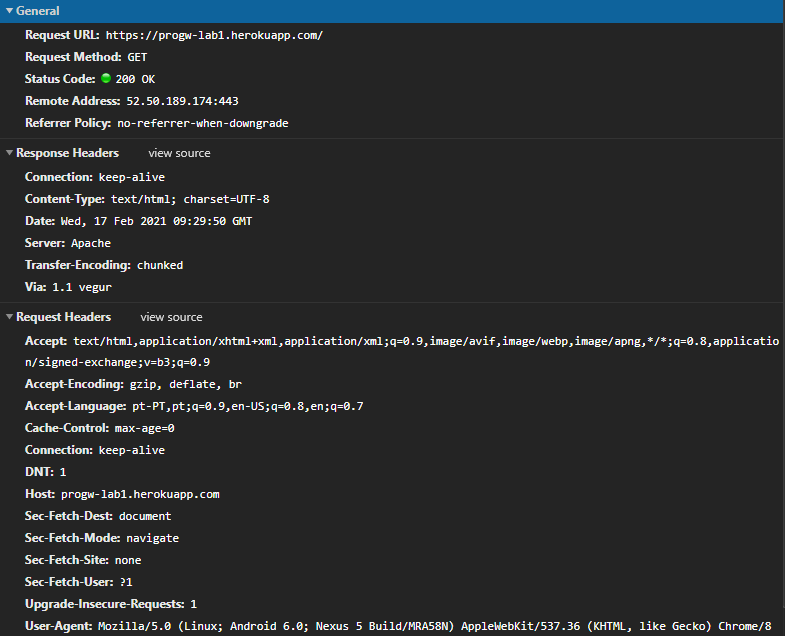 General
Request URL: https://progw-lab1.herokuapp.com/
Request Method: GET
Status Code: 200 OK
Remote Address: 52.50.189.174:443
Referrer Policy: no-referrer-when-downgrade
Response Headers view source
Connection: keep-alive
Content-Type: text/html; charset=UTF-8
Date: Wed, 17 Feb 2021 09:29:50 GMT
Server: Apache
Transfer-Encoding: chunked
Via: 1.1 vegur
Request Headers view source
Accept: text/html,application/xhtml+xml,application/xml;q=0.9,image/avif,image/webp,image/apng,*/*;q=0.8,applicatio
n/signed-exchange;v=b3;q=0.9
Accept-Encoding: gzip, deflate, br
Accept-Language: pt-PT,pt;q=0.9,en-US;q=0.8,en;q=0.7
Cache-Control: max-age=0
Connection: keep-alive
DNT: 1
Host: progw-lab1.herokuapp.com
Sec-Fetch-Dest: document
Sec-Fetch-Mode: navigate
Sec-Fetch-Site: none
Sec-Fetch-User: ?1
Upgrade-Insecure-Requests: 1
User-Agent: Mozilla/5.0 (Linux; Android 6.0; Nexus 5 Build/MRA58N) AppleWebKit/537.36 (KHTML, like Gecko) Chrome/8